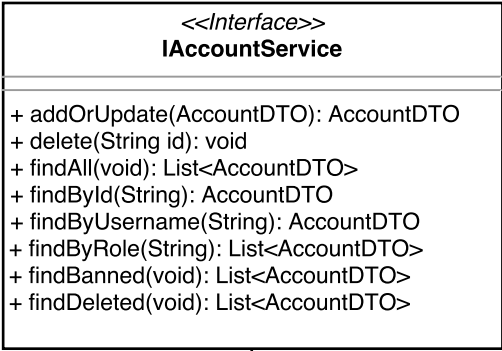 <<Interface>>
IAccountService
+ addOrUpdate(AccountDTO): AccountDTO
+ delete(String id): void
+ findAll(void): List<AccountDTO>
+ findById(String): AccountDTO
+ findByUsername(String): AccountDTO
+ findByRole(String): List<AccountDTO>
+ findBanned(void): List<AccountDTO>
+ findDeleted(void): List<AccountDTO>